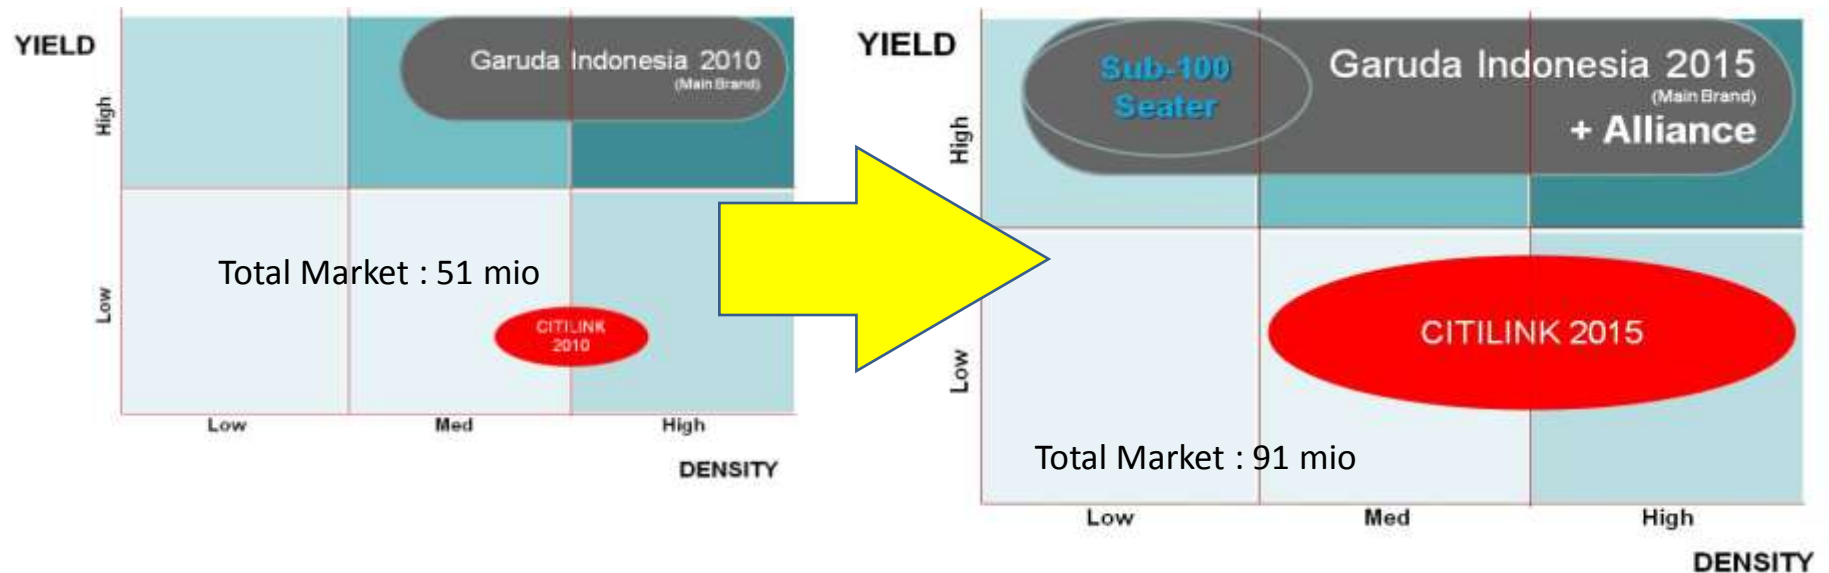 YIELD
High
Low
Garuda Indonesia 2010
(Main Brand)
Total Market : 51 mio
CITILINK
2010
Low
Med
High
DENSITY
YIELD
High
Low
Sub-100
Seater
Garuda Indonesia 2015
(Main Brand)
+ Alliance
CITILINK 2015
Total Market : 91 mio
Low
Med
High
DENSITY